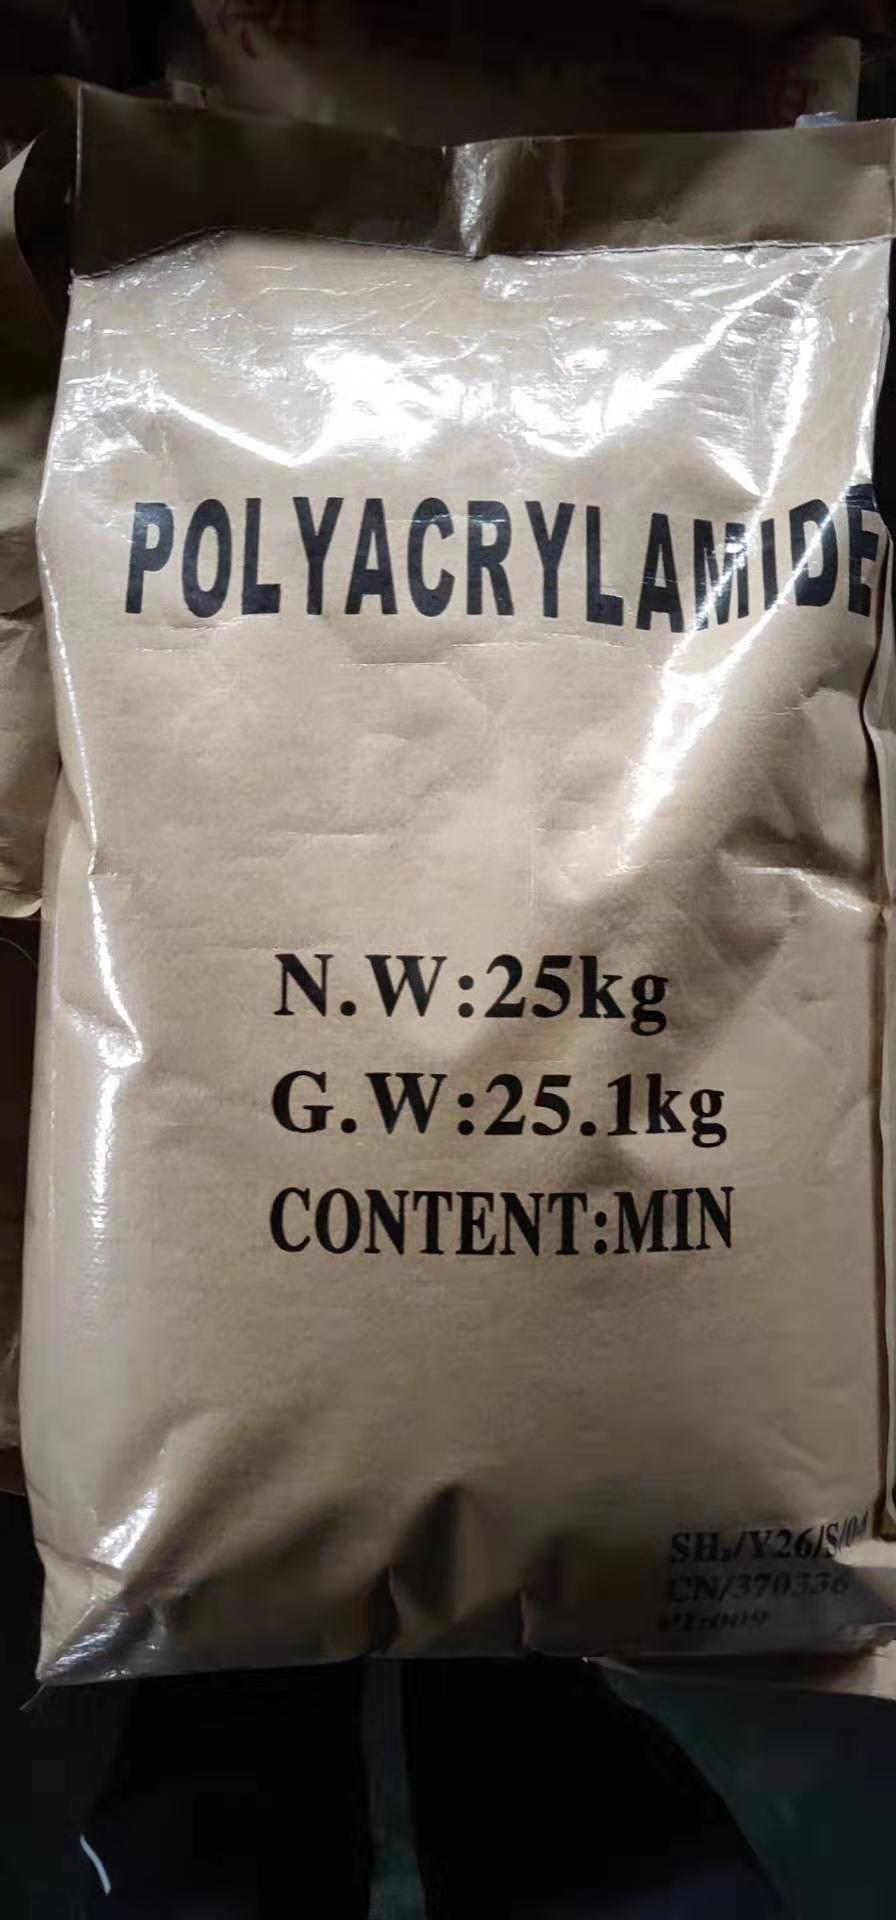 POLYACRYLAMIDE
N.W:25kg
G.W:25.1kg
CONTENT:MIN
CN/370336